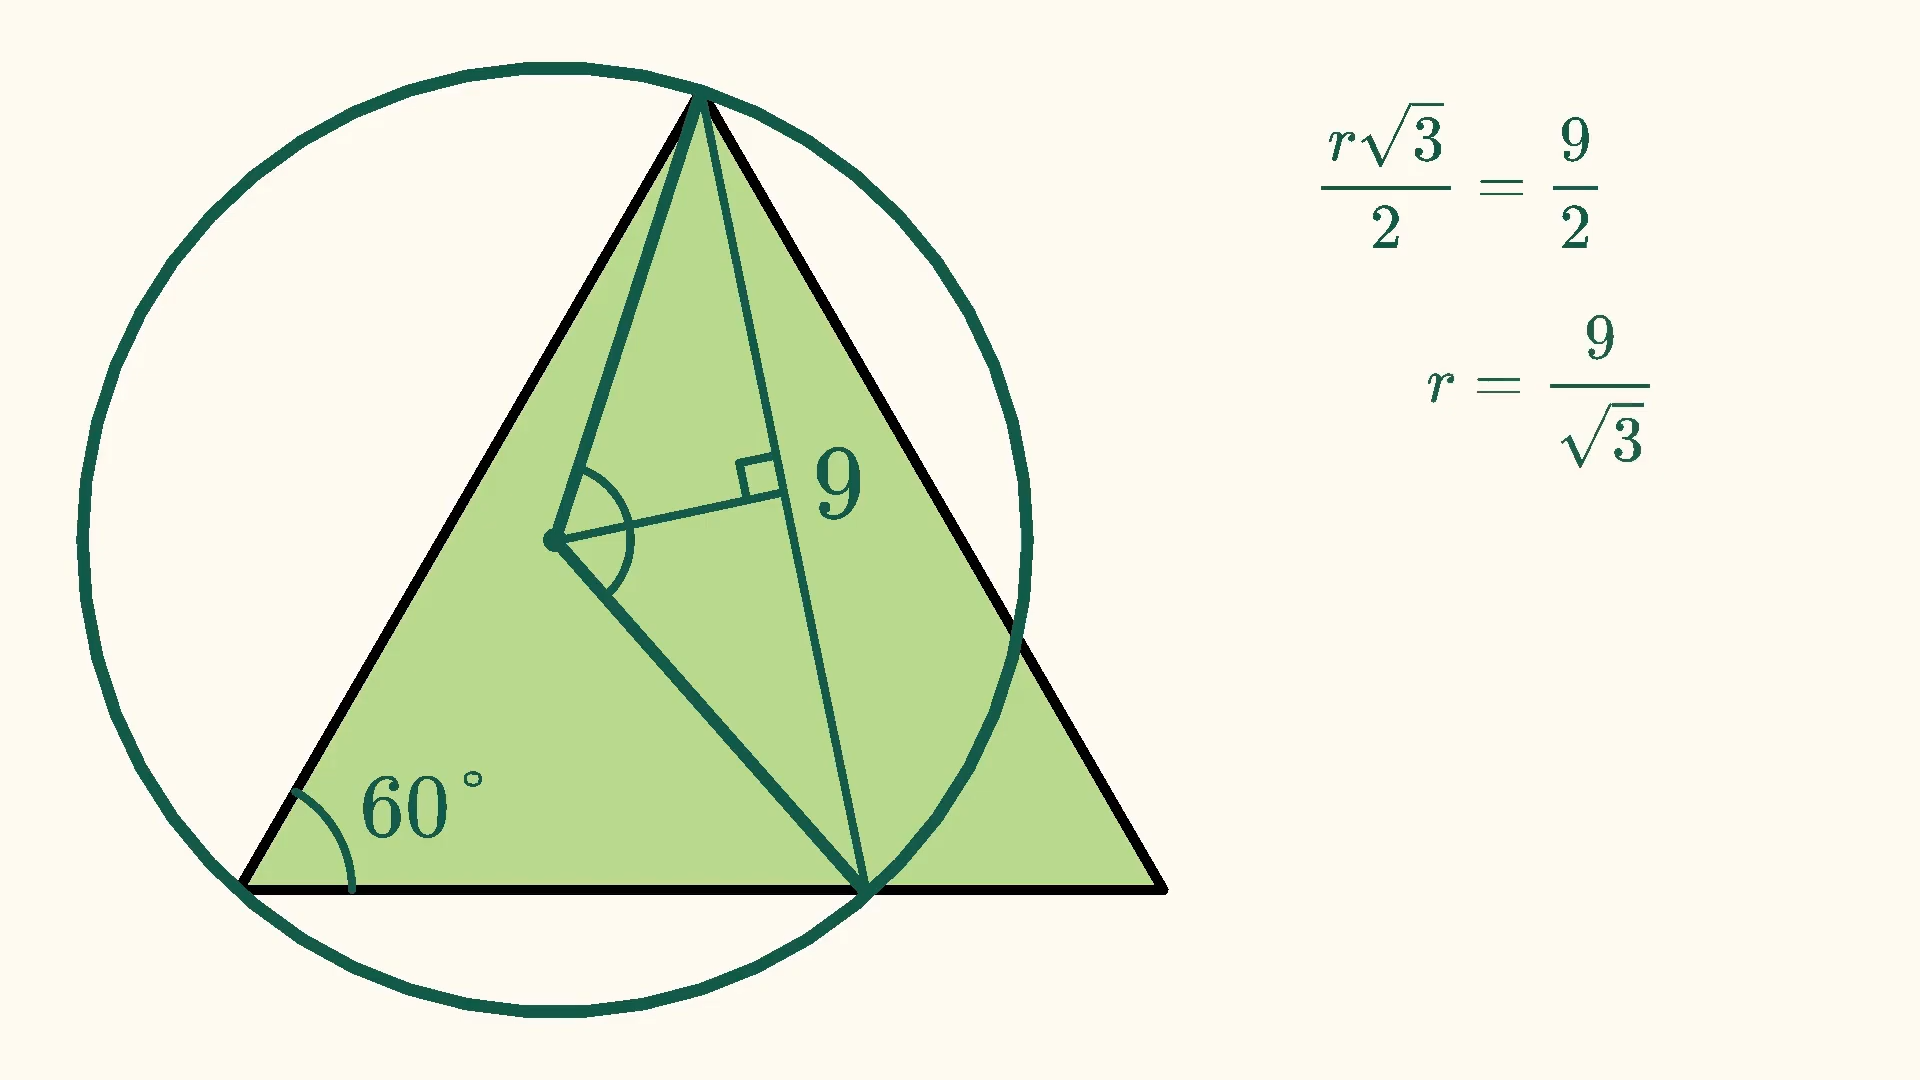 60°
9
r√3/2 = 9/2
r = 9/√3